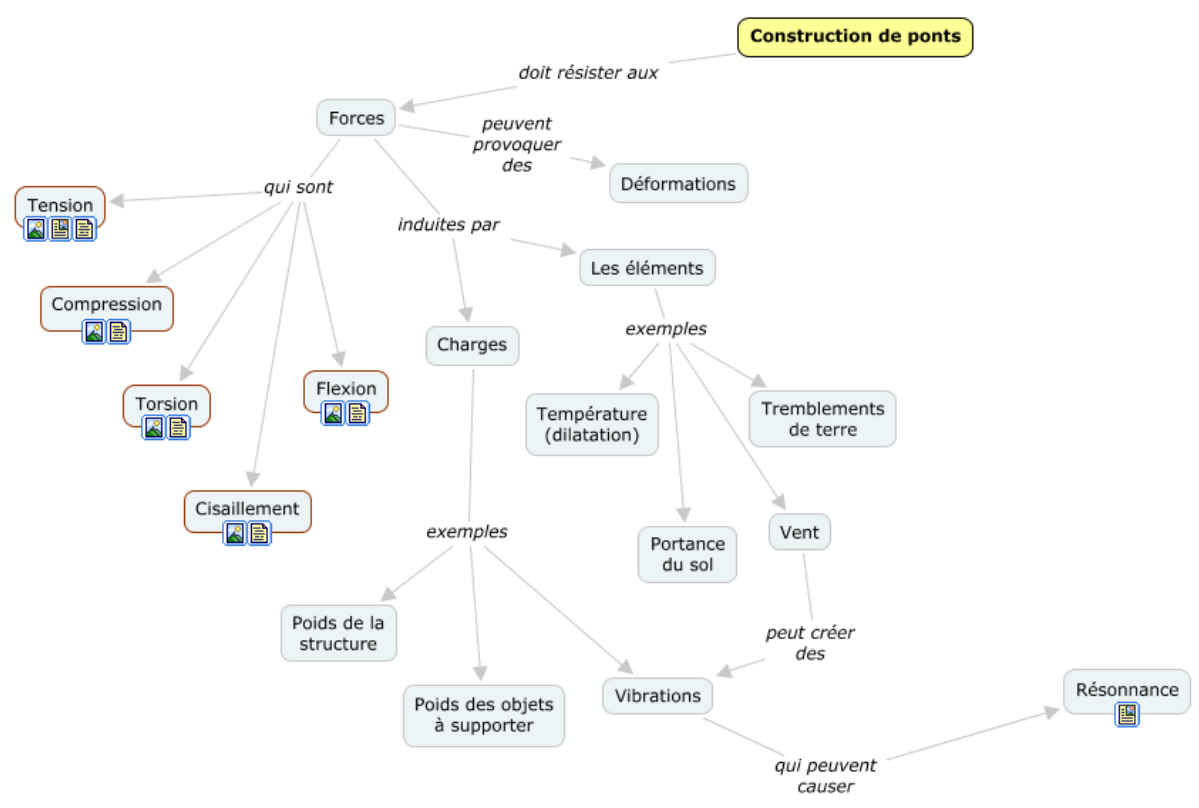 Construction de ponts
doit résister aux
Forces
peuvent
provoquer
des
Déformations
qui sont
Tension
induites par
Les éléments
Compression
exemples
Charges
Flexion
Torsion
Température
(dilatation)
Tremblements
de terre
Cisaillement
exemples
Portance
du sol
Vent
Poids de la
structure
peut créer
des
Poids des objets
à supporter
Vibrations
Résonnance
qui peuvent
causer